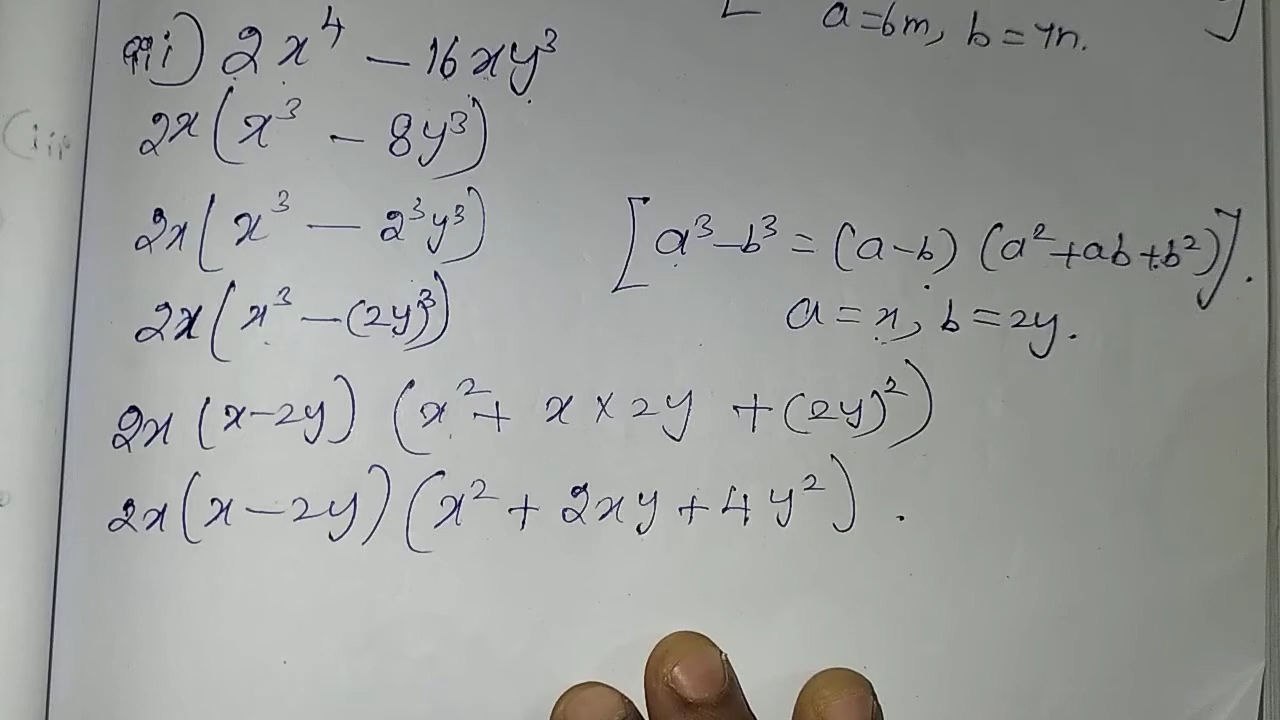 [ a=6m, b=7n. ]
iii) 2x⁴ - 16xy³
2x(x³ - 8y³)
2x(x³ - 2³y³)
[a³-b³ = (a-b) (a²+ab+b²)].
2x(x³ - (2y)³)
a = x, b = 2y.
2x (x-2y) (x² + x × 2y + (2y)²)
2x(x-2y)(x² + 2xy + 4y²).